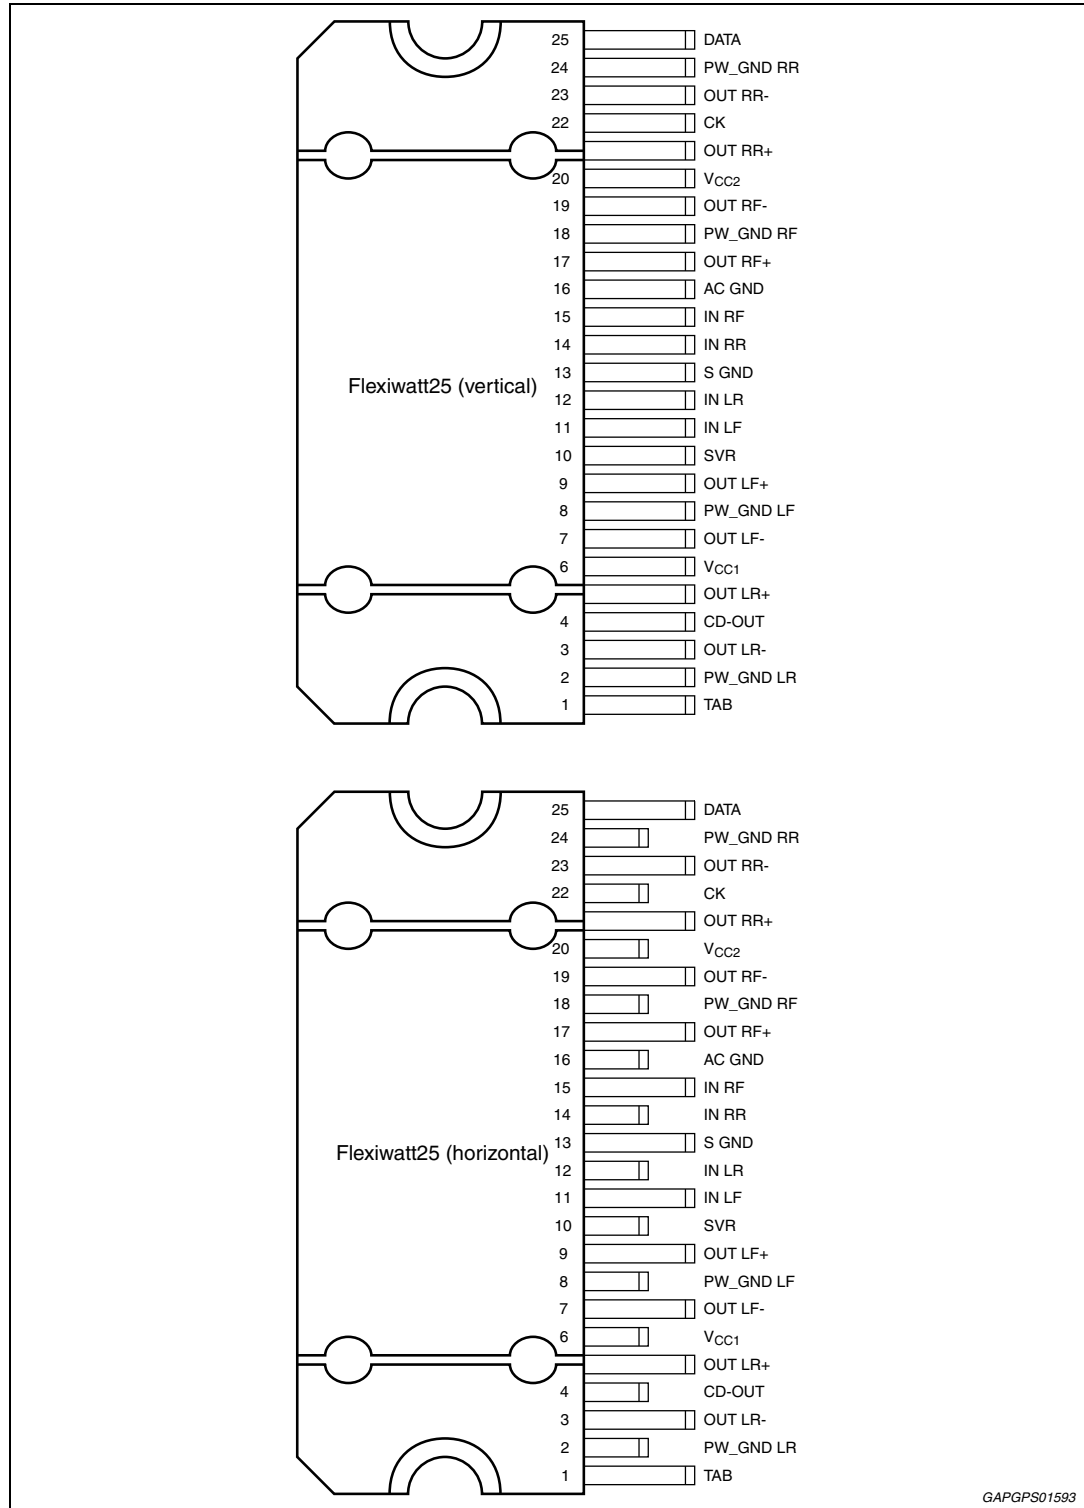 25 DATA
24 PW_GND RR
23 OUT RR-
22 CK
OUT RR+
20 VCC2
19 OUT RF-
18 PW_GND RF
17 OUT RF+
16 AC GND
15 IN RF
14 IN RR
13 S GND
Flexiwatt25 (vertical)
12 IN LR
11 IN LF
10 SVR
9 OUT LF+
8 PW_GND LF
7 OUT LF-
6 VCC1
OUT LR+
4 CD-OUT
3 OUT LR-
2 PW_GND LR
1 TAB
25 DATA
24 PW_GND RR
23 OUT RR-
22 CK
OUT RR+
20 VCC2
19 OUT RF-
18 PW_GND RF
17 OUT RF+
16 AC GND
15 IN RF
14 IN RR
13 S GND
Flexiwatt25 (horizontal)
12 IN LR
11 IN LF
10 SVR
9 OUT LF+
8 PW_GND LF
7 OUT LF-
6 VCC1
OUT LR+
4 CD-OUT
3 OUT LR-
2 PW_GND LR
1 TAB
GAPGPS01593